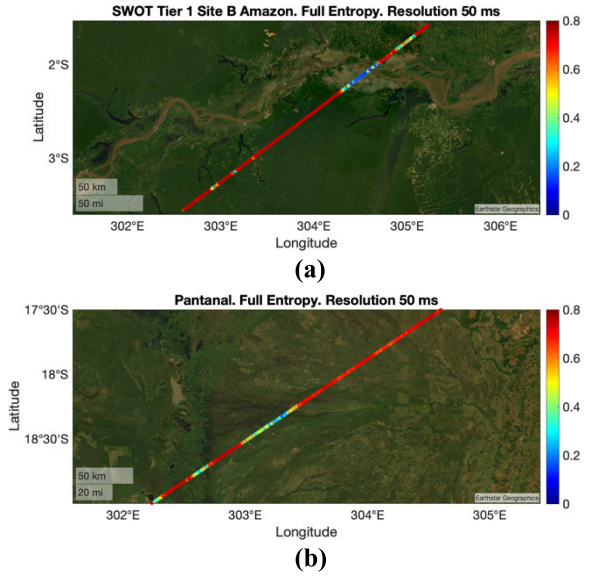 SWOT Tier 1 Site B Amazon. Full Entropy. Resolution 50 ms
0.8
2°S
0.6
Latitude
0.4
3°S
0.2
50 km
50 mi
Earthstar Geographics
0
302°E
303°E
304°E
305°E
306°E
Longitude
(a)
Pantanal. Full Entropy. Resolution 50 ms
17°30'S
0.8
18°S
0.6
Latitude
0.4
18°30'S
0.2
50 km
20 mi
Earthstar Geographics
0
302°E
303°E
304°E
305°E
Longitude
(b)